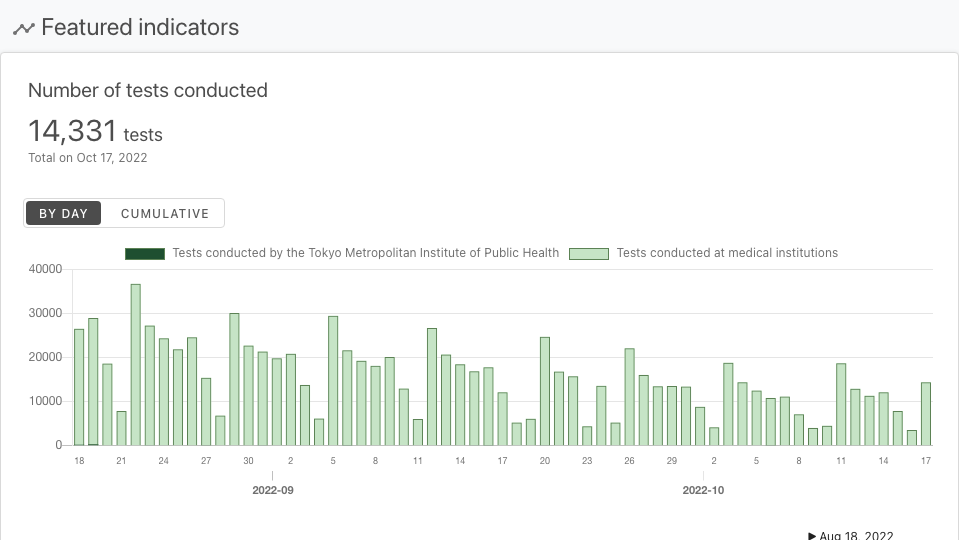 Featured indicators
Number of tests conducted
14,331 tests
Total on Oct 17, 2022
BY DAY CUMULATIVE
Tests conducted by the Tokyo Metropolitan Institute of Public Health Tests conducted at medical institutions
40000
30000
20000
10000
0
18 21 24 27 30 2 5 8 11 14 17 20 23 26 29 2 5 8 11 14 17
2022-09 2022-10
▶ Aug 18, 2022